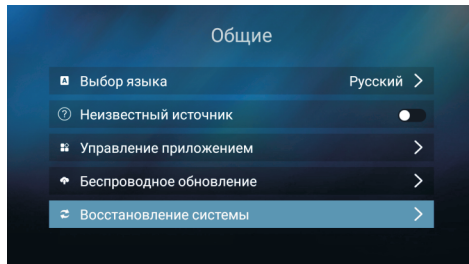 Общие
Выбор языка Русский
Неизвестный источник
Управление приложением
Беспроводное обновление
Восстановление системы